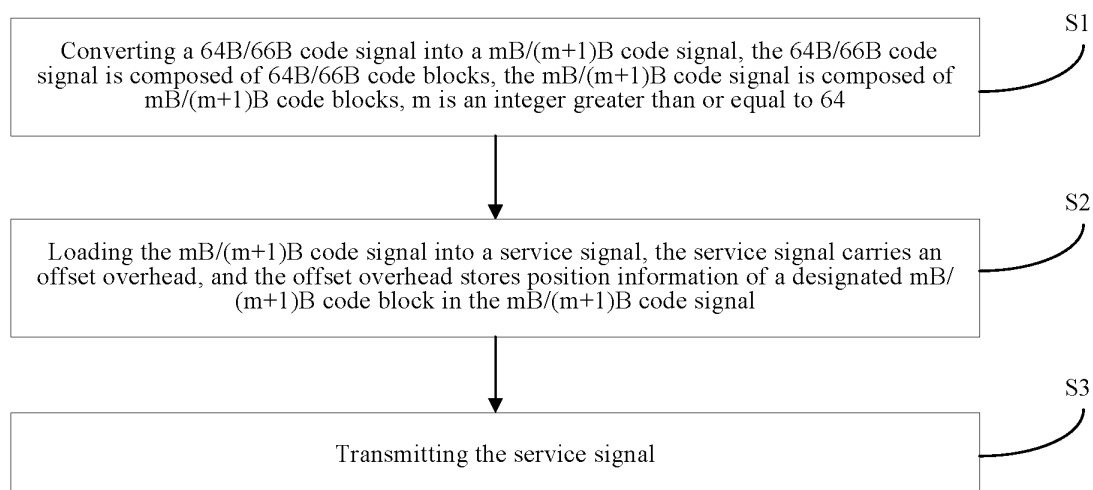 S1
Converting a 64B/66B code signal into a mB/(m+1)B code signal, the 64B/66B code
signal is composed of 64B/66B code blocks, the mB/(m+1)B code signal is composed of
mB/(m+1)B code blocks, m is an integer greater than or equal to 64
S2
Loading the mB/(m+1)B code signal into a service signal, the service signal carries an
offset overhead, and the offset overhead stores position information of a designated mB/
(m+1)B code block in the mB/(m+1)B code signal
S3
Transmitting the service signal